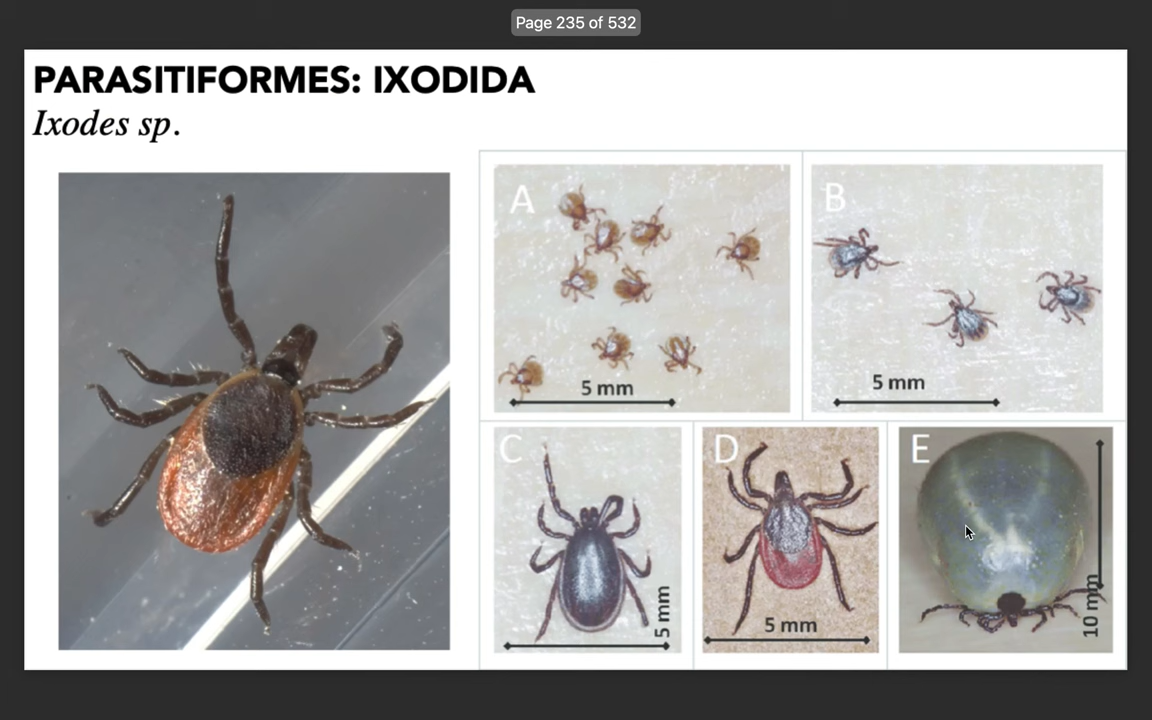 Page 235 of 532
PARASITIFORMES: IXODIDA
Ixodes sp.
A
B
5 mm
5 mm
C
D
E
5 mm
5 mm
10 mm